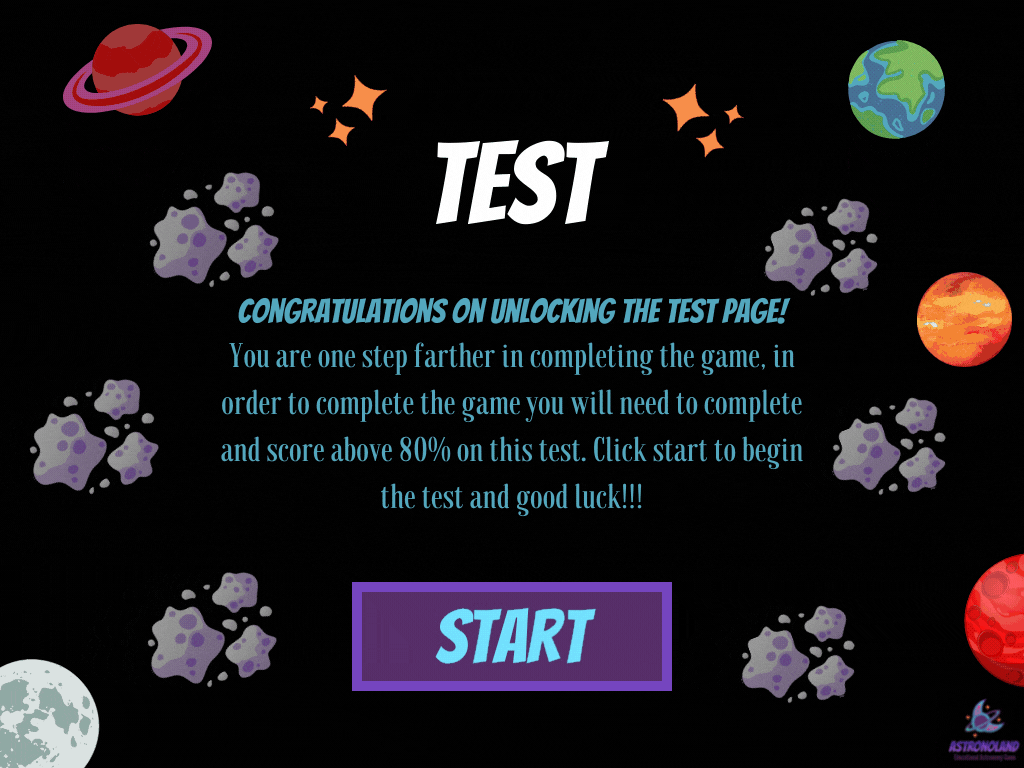 TEST
CONGRATULATIONS ON UNLOCKING THE TEST PAGE!
You are one step farther in completing the game, in
order to complete the game you will need to complete
and score above 80% on this test. Click start to begin
the test and good luck!!!
START
ASTRONOLAND